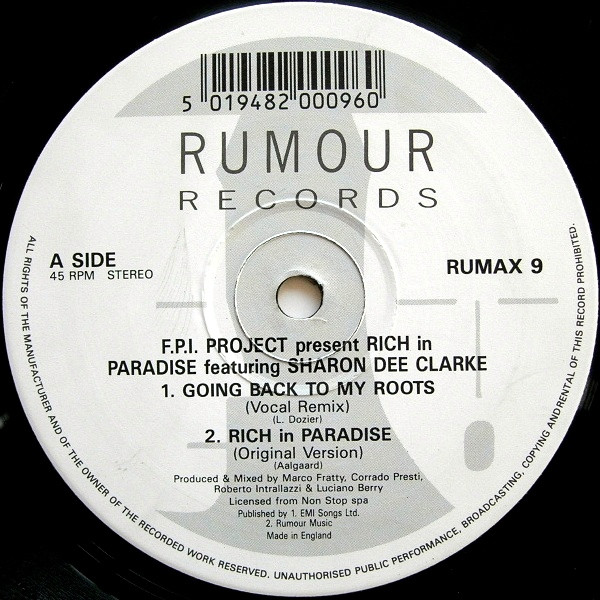 5 019482 000960
RUMOUR
RECORDS
A SIDE
45 RPM STEREO
RUMAX 9
F.P.I. PROJECT present RICH in
PARADISE featuring SHARON DEE CLARKE
1. GOING BACK TO MY ROOTS
(Vocal Remix)
(L. Dozier)
2. RICH in PARADISE
(Original Version)
(Aalgaard)
Produced & Mixed by Marco Fratty, Corrado Presti,
Roberto Intrallazzi & Luciano Berry
Licensed from Non Stop spa
Published by 1. EMI Songs Ltd.
2. Rumour Music
Made in England
ALL RIGHTS OF THE MANUFACTURER AND OF THE OWNER OF THE RECORDED WORK RESERVED. UNAUTHORISED PUBLIC PERFORMANCE, BROADCASTING, COPYING ANDRENTAL OF THIS RECORD PROHIBITED.